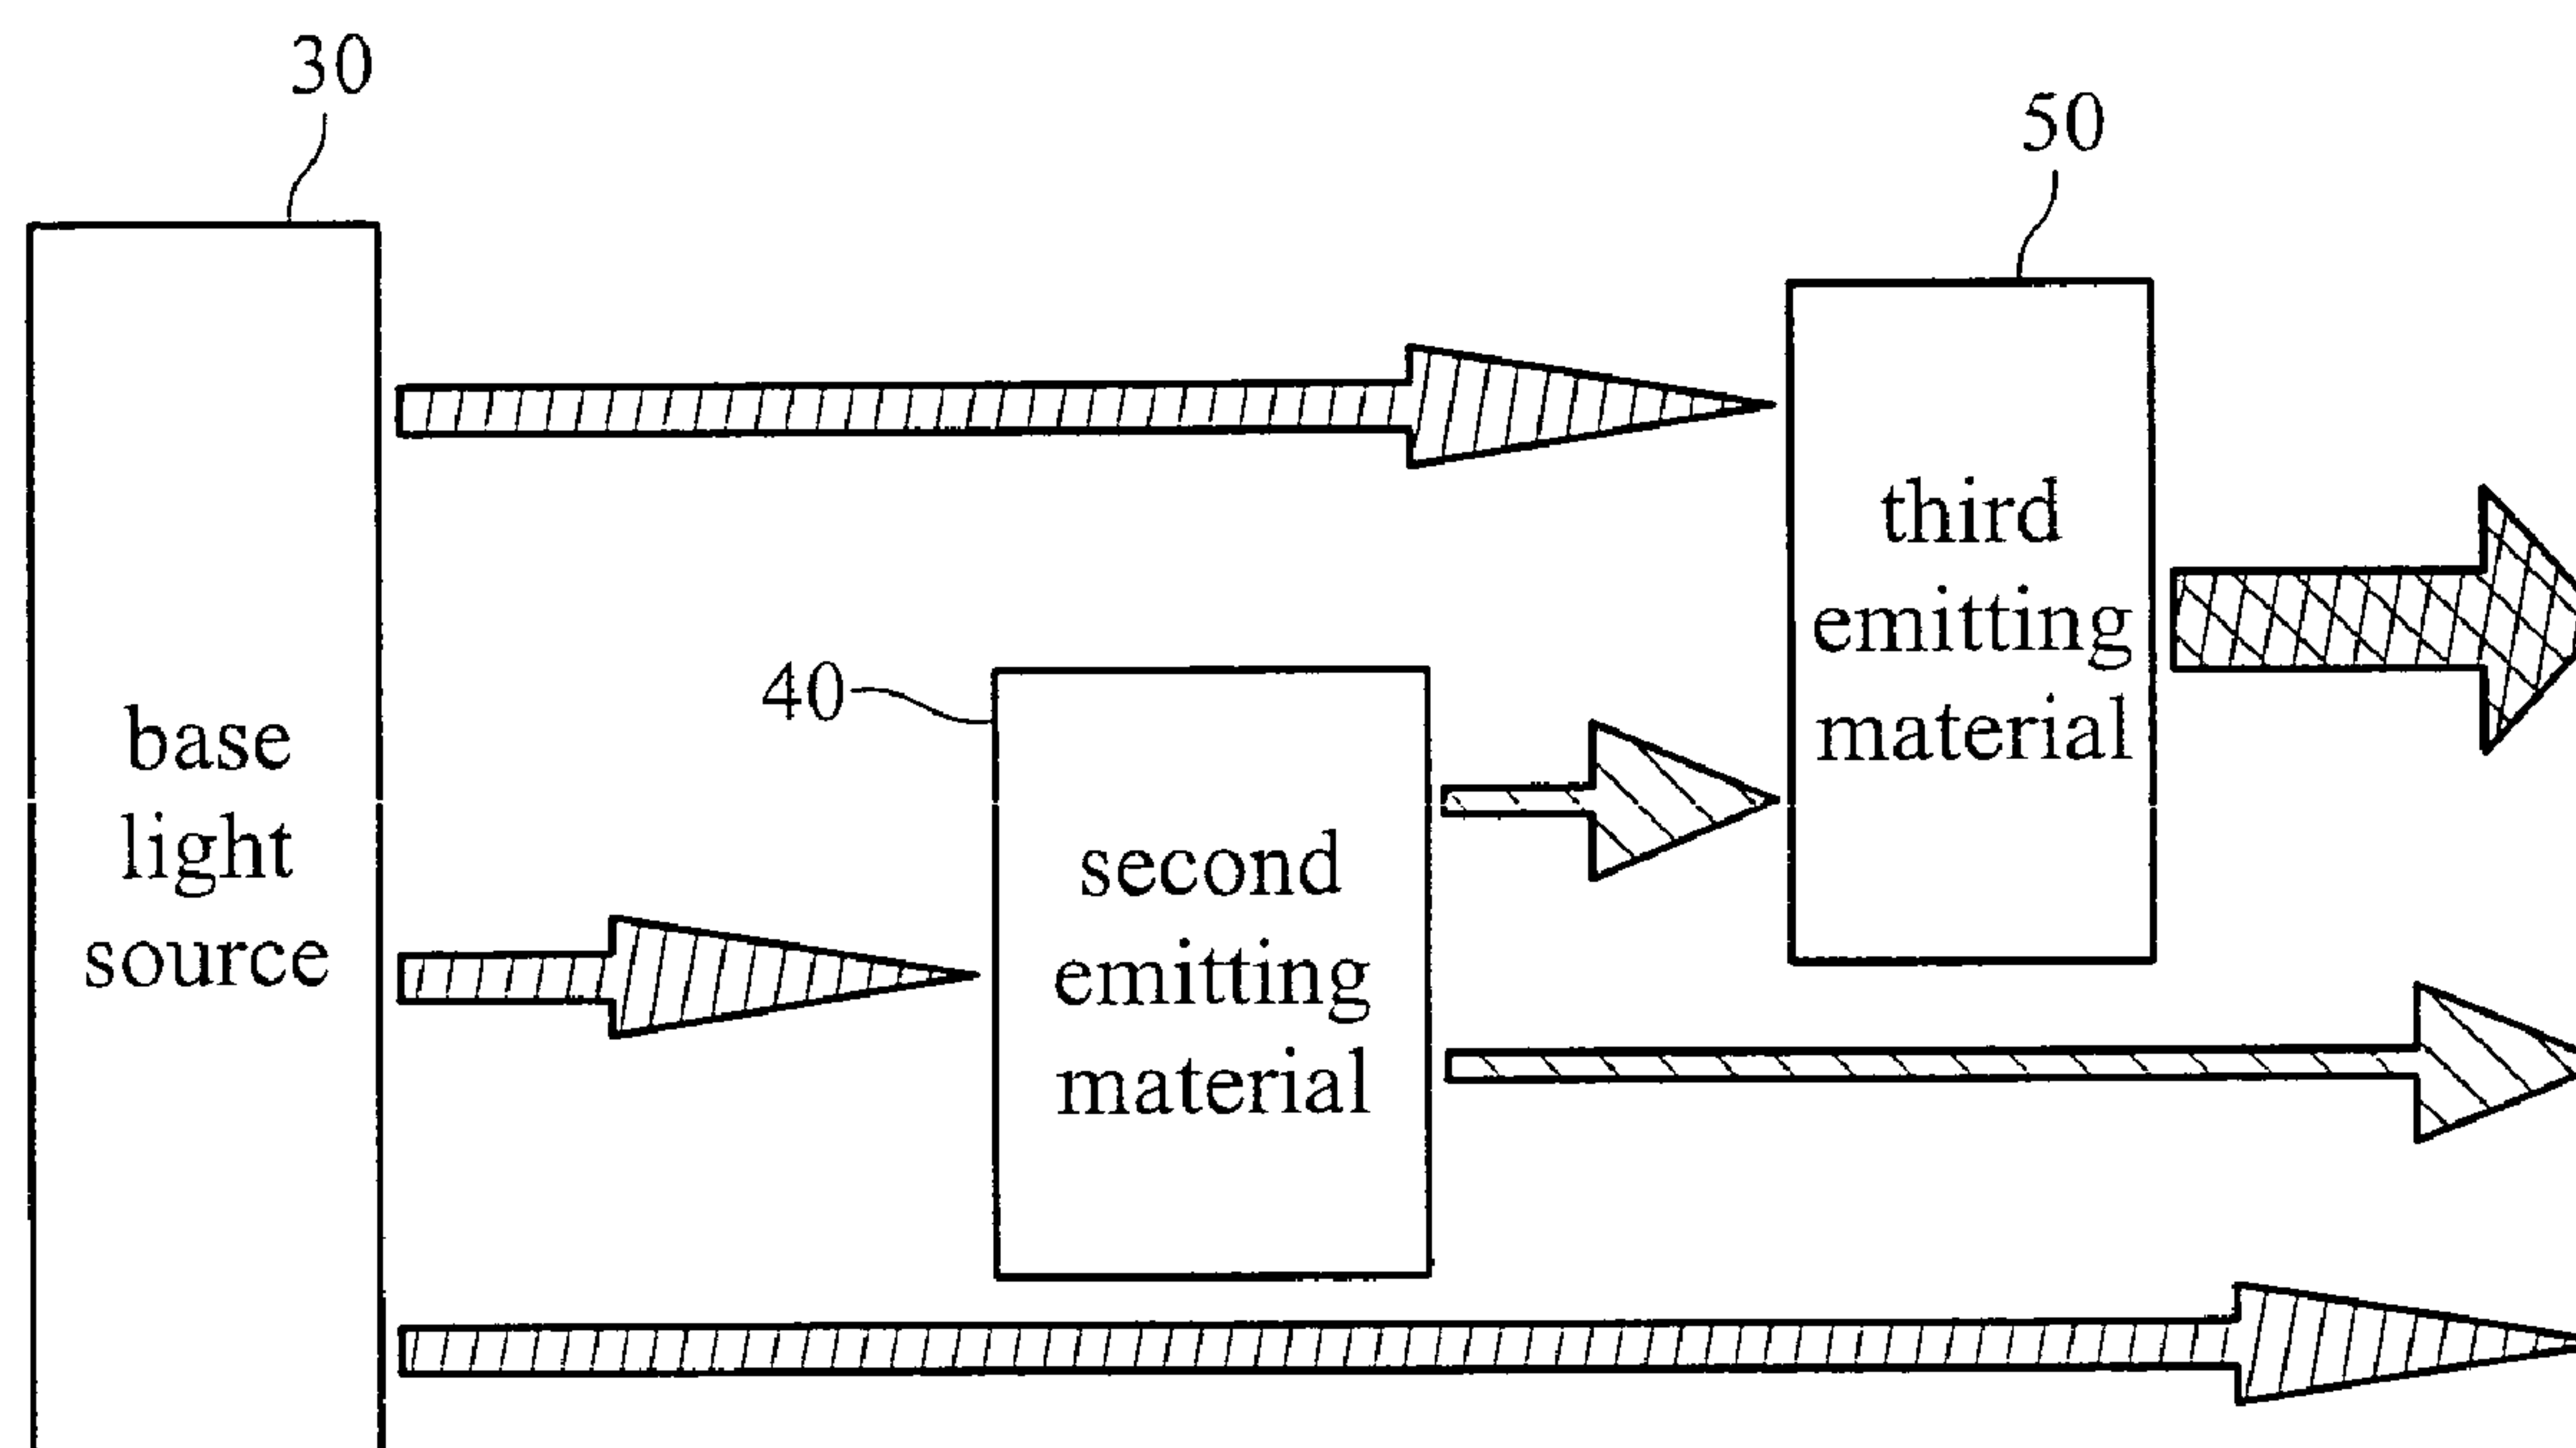 30
50
third
emitting
material
40
base
light
source
second
emitting
material